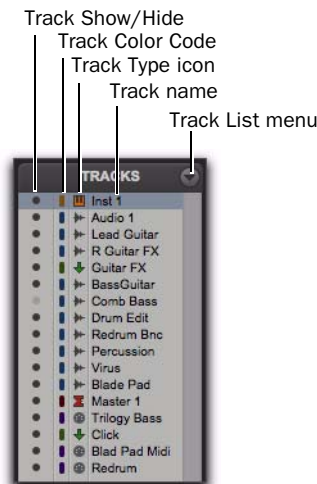 Track Show/Hide
Track Color Code
Track Type icon
Track name
Track List menu
TRACKS
Inst 1
Audio 1
Lead Guitar
R Guitar FX
Guitar FX
BassGuitar
Comb Bass
Drum Edit
Redrum Bnc
Percussion
Virus
Blade Pad
Master 1
Trilogy Bass
Click
Blad Pad Midi
Redrum